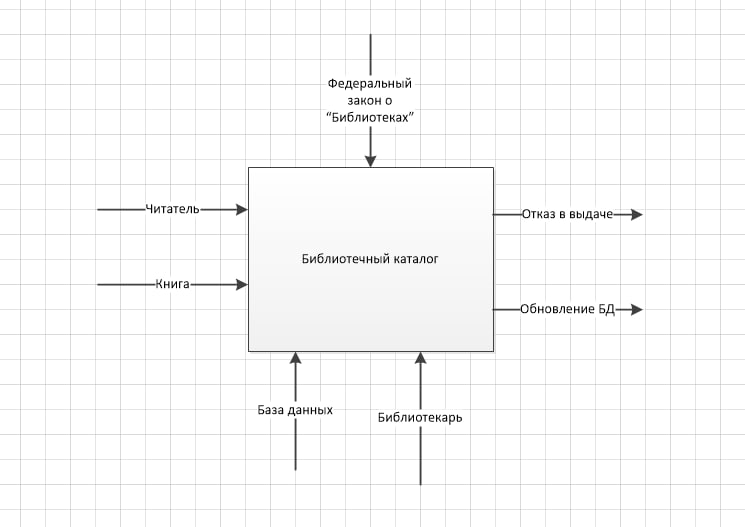 Федеральный
закон о
“Библиотеках”
Читатель
Отказ в выдаче
Библиотечный каталог
Книга
Обновление БД
База данных
Библиотекарь